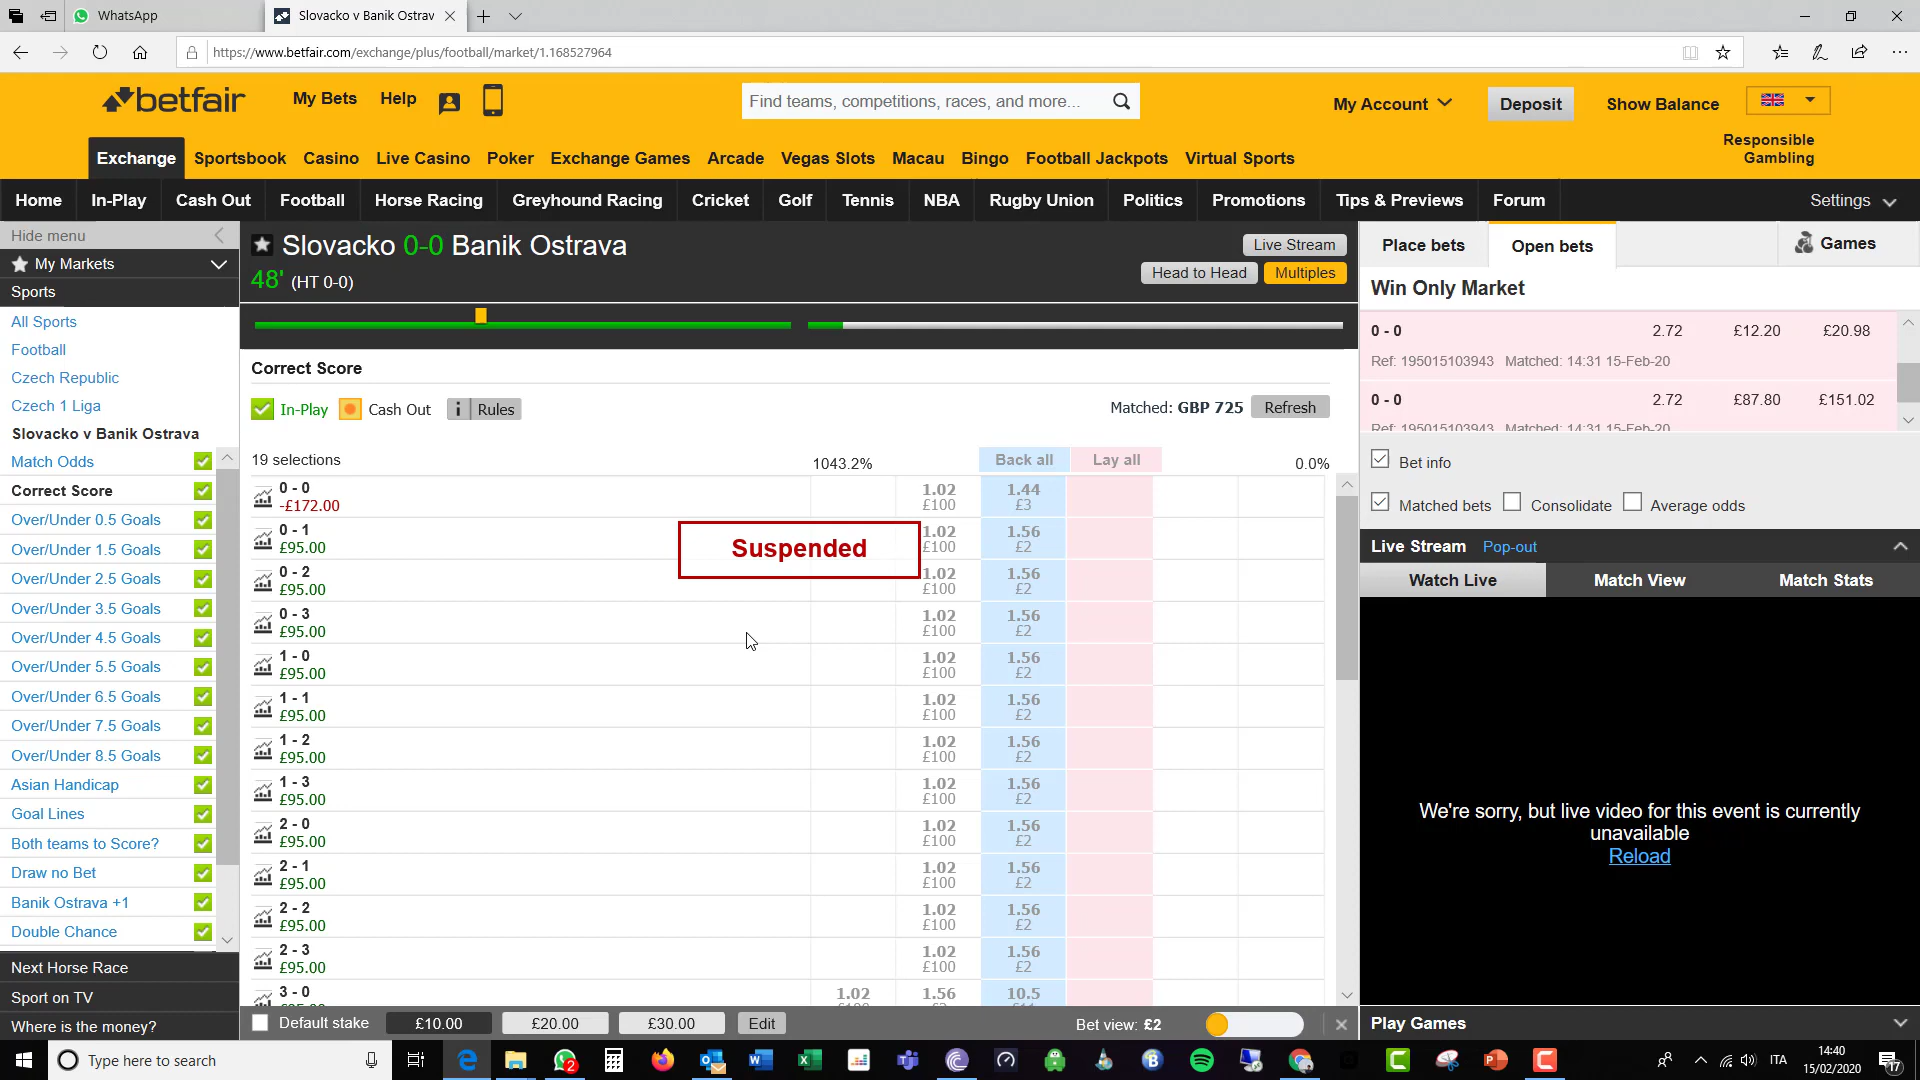 WhatsApp
Slovacko v Banik Ostrav
https://www.betfair.com/exchange/plus/football/market/1.168527964
betfair
My Bets
Help
Find teams, competitions, races, and more...
My Account
Deposit
Show Balance
Responsible
Gambling
Exchange
Sportsbook
Casino
Live Casino
Poker
Exchange Games
Arcade
Vegas Slots
Macau
Bingo
Football Jackpots
Virtual Sports
Home
In-Play
Cash Out
Football
Horse Racing
Greyhound Racing
Cricket
Golf
Tennis
NBA
Rugby Union
Politics
Promotions
Tips & Previews
Forum
Settings
Hide menu
My Markets
Sports
All Sports
Football
Czech Republic
Czech 1 Liga
Slovacko v Banik Ostrava
Match Odds
Correct Score
Over/Under 0.5 Goals
Over/Under 1.5 Goals
Over/Under 2.5 Goals
Over/Under 3.5 Goals
Over/Under 4.5 Goals
Over/Under 5.5 Goals
Over/Under 6.5 Goals
Over/Under 7.5 Goals
Over/Under 8.5 Goals
Asian Handicap
Goal Lines
Both teams to Score?
Draw no Bet
Banik Ostrava +1
Double Chance
Next Horse Race
Sport on TV
Where is the money?
Slovacko 0-0 Banik Ostrava
48' (HT 0-0)
Live Stream
Head to Head
Multiples
Correct Score
In-Play
Cash Out
i Rules
Matched: GBP 725
Refresh
19 selections
1043.2%
Back all
Lay all
0.0%
0 - 0 1.02 1.44
-£172.00 £100 £3
Suspended
0 - 1 1.02 1.56
£95.00 £100 £2
0 - 2 1.02 1.56
£95.00 £100 £2
0 - 3 1.02 1.56
£95.00 £100 £2
1 - 0 1.02 1.56
£95.00 £100 £2
1 - 1 1.02 1.56
£95.00 £100 £2
1 - 2 1.02 1.56
£95.00 £100 £2
1 - 3 1.02 1.56
£95.00 £100 £2
2 - 0 1.02 1.56
£95.00 £100 £2
2 - 1 1.02 1.56
£95.00 £100 £2
2 - 2 1.02 1.56
£95.00 £100 £2
2 - 3 1.02 1.56
£95.00 £100 £2
3 - 0 1.02 1.56 10.5
Default stake
£10.00
£20.00
£30.00
Edit
Bet view: £2
Place bets
Open bets
Games
Win Only Market
0 - 0 2.72 £12.20 £20.98
Ref: 195015103943 Matched: 14:31 15-Feb-20
0 - 0 2.72 £87.80 £151.02
Ref: 195015103943 Matched: 14:31 15-Feb-20
Bet info
Matched bets
Consolidate
Average odds
Live Stream
Pop-out
Watch Live
Match View
Match Stats
We're sorry, but live video for this event is currently
unavailable
Reload
Play Games
Type here to search
2
ITA
14:40
15/02/2020
17